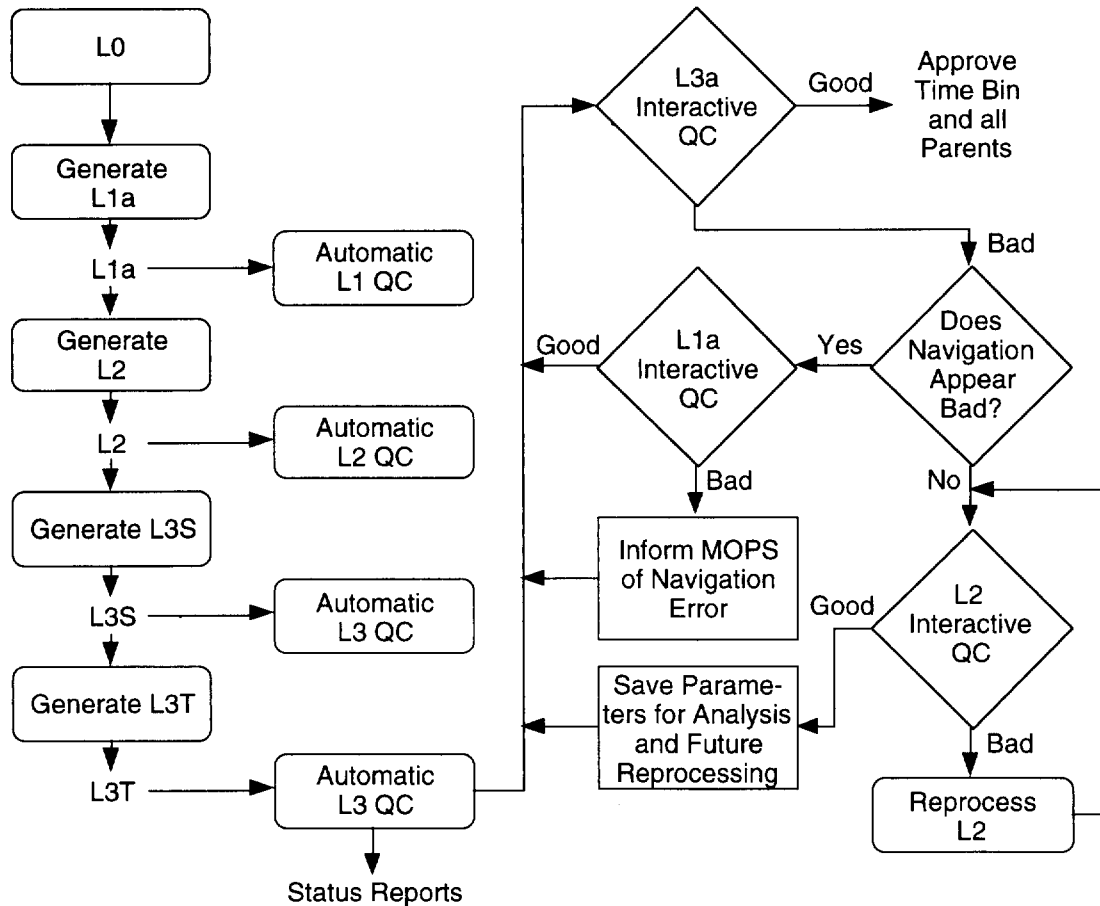 L0
Generate
L1a
L1a
Automatic
L1 QC
Generate
L2
L2
Automatic
L2 QC
Generate L3S
L3S
Automatic
L3 QC
Generate L3T
L3T
Automatic
L3 QC
Status Reports
L3a
Interactive
QC
Good
Approve
Time Bin
and all
Parents
Bad
Does
Navigation
Appear
Bad?
Yes
L1a
Interactive
QC
Good
Bad
Inform MOPS
of Navigation
Error
No
L2
Interactive
QC
Good
Save Parame-
ters for Analysis
and Future
Reprocessing
Bad
Reprocess
L2